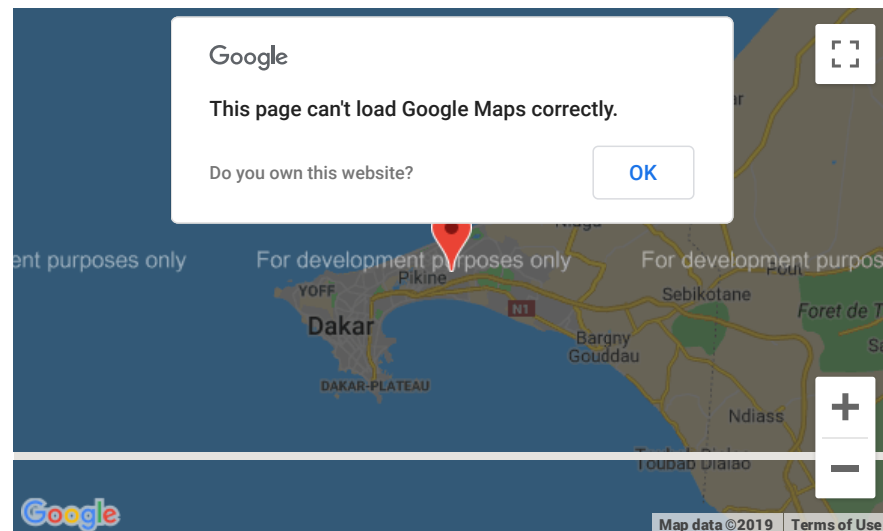 Google
This page can't load Google Maps correctly.
Do you own this website?
OK
ent purposes only
For development purposes only
For development purpos
Pikine
YOFF
Sebikotane
N1
Foret de T
Dakar
Bargny
Gouddau
DAKAR-PLATEAU
Ndiass
Toubab Dialao
Google
Map data ©2019
Terms of Use